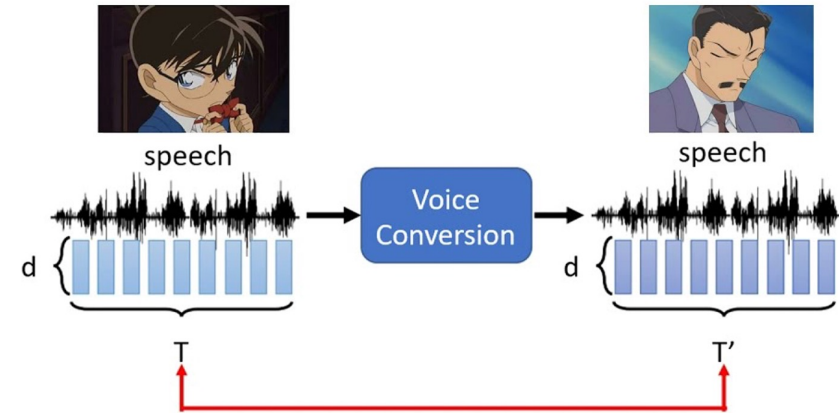 speech
speech
Voice
Conversion
d
d
T
T’